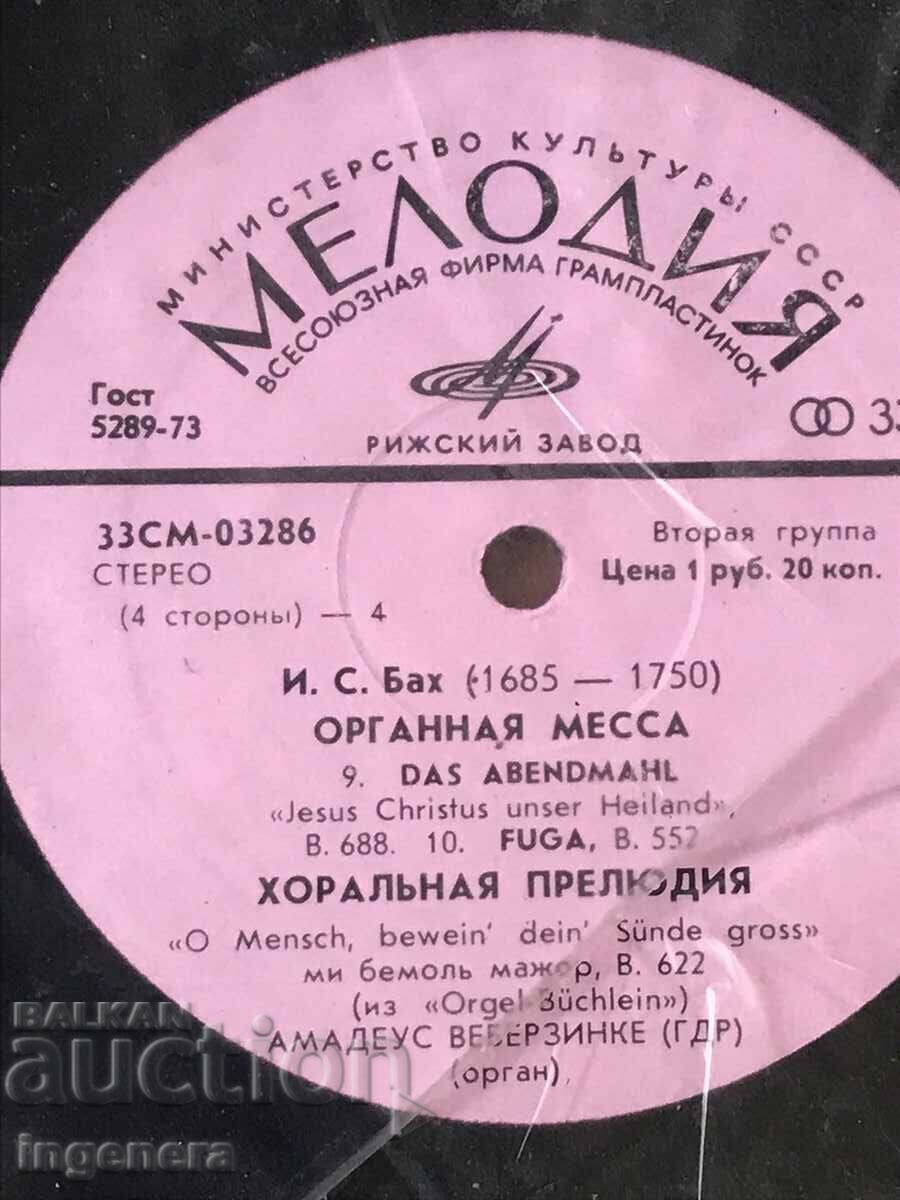 МИНИСТЕРСТВО КУЛЬТУРЫ СССР
МЕЛОДИЯ
ВСЕСОЮЗНАЯ ФИРМА ГРАМПЛАСТИНОК
РИЖСКИЙ ЗАВОД
Гост
5289-73
33
33СМ-03286
СТЕРЕО
(4 стороны) — 4
Вторая группа
Цена 1 руб. 20 коп.
И. С. Бах (1685 — 1750)
ОРГАННАЯ МЕССА
9. DAS ABENDMAHL
«Jesus Christus unser Heiland»,
B. 688. 10. FUGA, B. 552
ХОРАЛЬНАЯ ПРЕЛЮДИЯ
«O Mensch, bewein' dein' Sünde gross»
ми бемоль мажор, B. 622
(из «Orgel-Büchlein»)
АМАДЕУС ВЕБЕРЗИНКЕ (ГДР)
(орган)
BALKAN
auction
ingenera